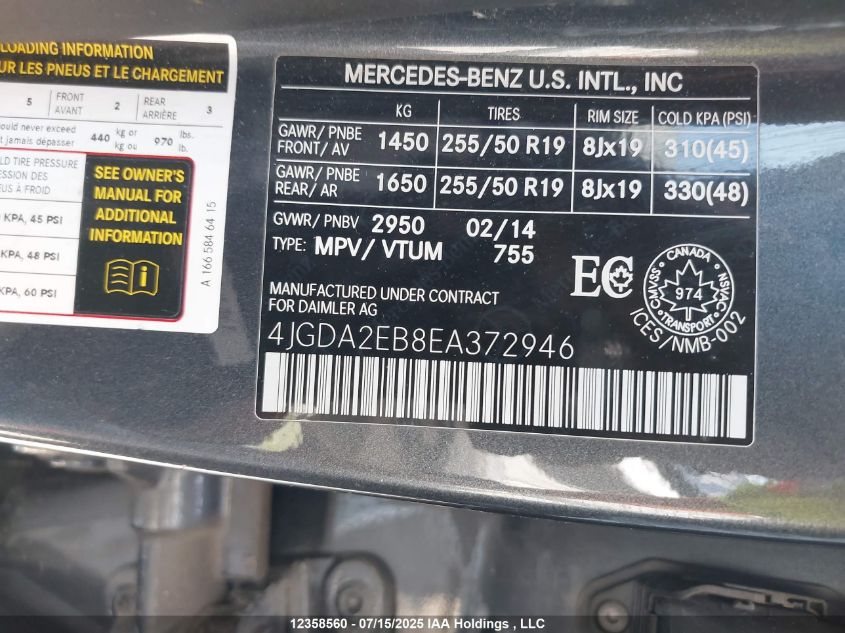 LOADING INFORMATION
UR LES PNEUS ET LE CHARGEMENT
5 FRONT AVANT 2 REAR ARRIÈRE 3
ould never exceed
t jamais dépasser 440 kg or kg ou 970 lbs. lb.
LD TIRE PRESSURE
ESSION DES
EUS À FROID
KPA, 45 PSI
KPA, 48 PSI
KPA, 60 PSI
SEE OWNER'S
MANUAL FOR
ADDITIONAL
INFORMATION
A 166 584 64 15
MERCEDES-BENZ U.S. INTL., INC
KG TIRES RIM SIZE COLD KPA (PSI)
GAWR/ PNBE
FRONT/ AV 1450 255/50 R19 8Jx19 310(45)
GAWR/ PNBE
REAR/ AR 1650 255/50 R19 8Jx19 330(48)
GVWR/ PNBV 2950 02/14
TYPE: MPV/ VTUM 755
MANUFACTURED UNDER CONTRACT
FOR DAIMLER AG
EC
CANADA
974
TRANSPORT
SVMAC
NSVAC
ICES/NMB-002
4JGDA2EB8EA372946
12358560 - 07/15/2025 IAA Holdings , LLC